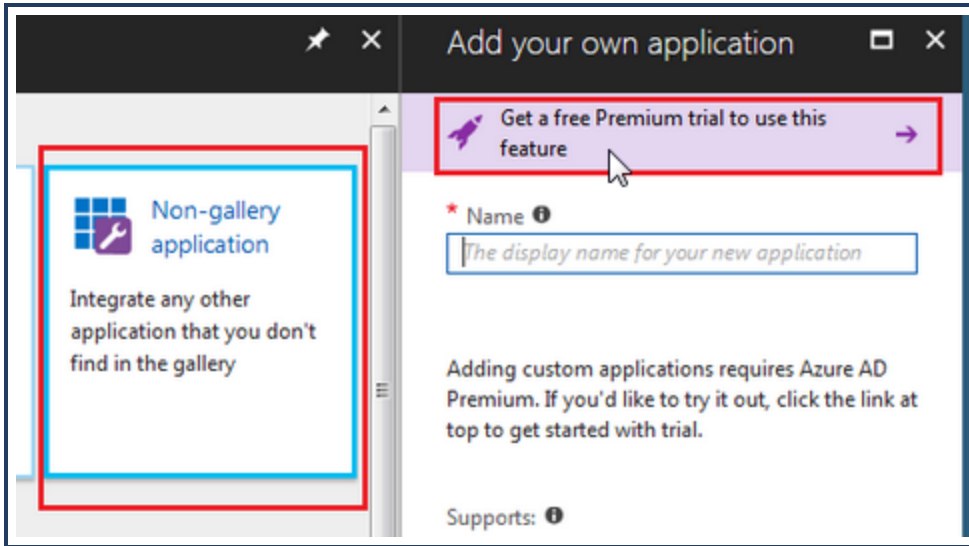 Non-gallery
application
Integrate any other
application that you don't
find in the gallery
Add your own application
Get a free Premium trial to use this
feature
* Name
The display name for your new application
Adding custom applications requires Azure AD
Premium. If you'd like to try it out, click the link at
top to get started with trial.
Supports: